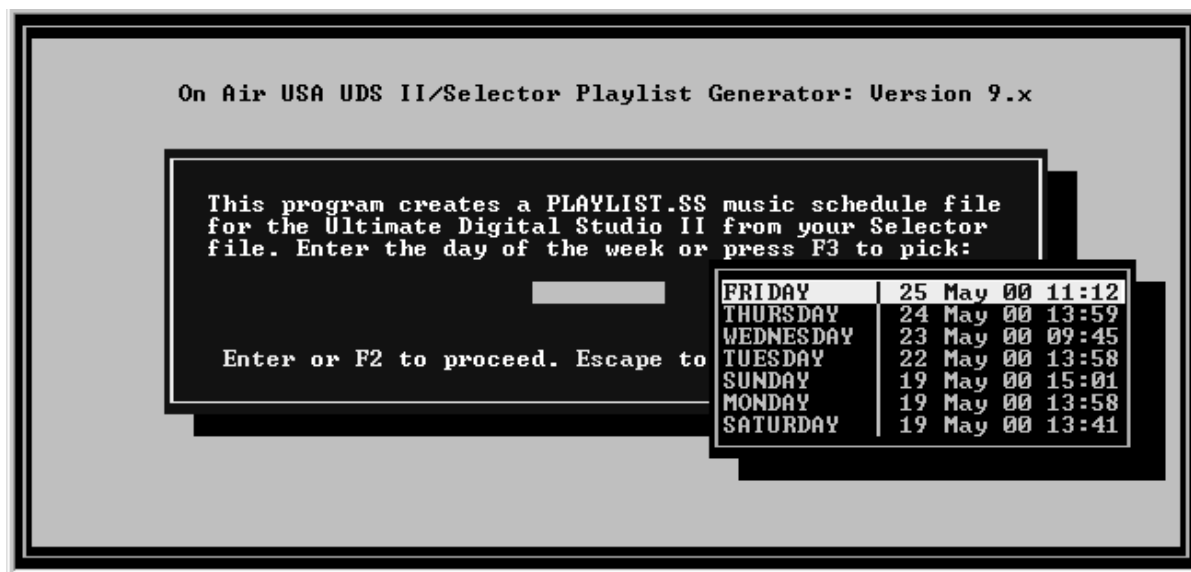 On Air USA UDS II/Selector Playlist Generator: Version 9.x
This program creates a PLAYLIST.SS music schedule file
for the Ultimate Digital Studio II from your Selector
file. Enter the day of the week or press F3 to pick:
Enter or F2 to proceed. Escape to
FRIDAY 25 May 00 11:12
THURSDAY 24 May 00 13:59
WEDNESDAY 23 May 00 09:45
TUESDAY 22 May 00 13:58
SUNDAY 19 May 00 15:01
MONDAY 19 May 00 13:58
SATURDAY 19 May 00 13:41